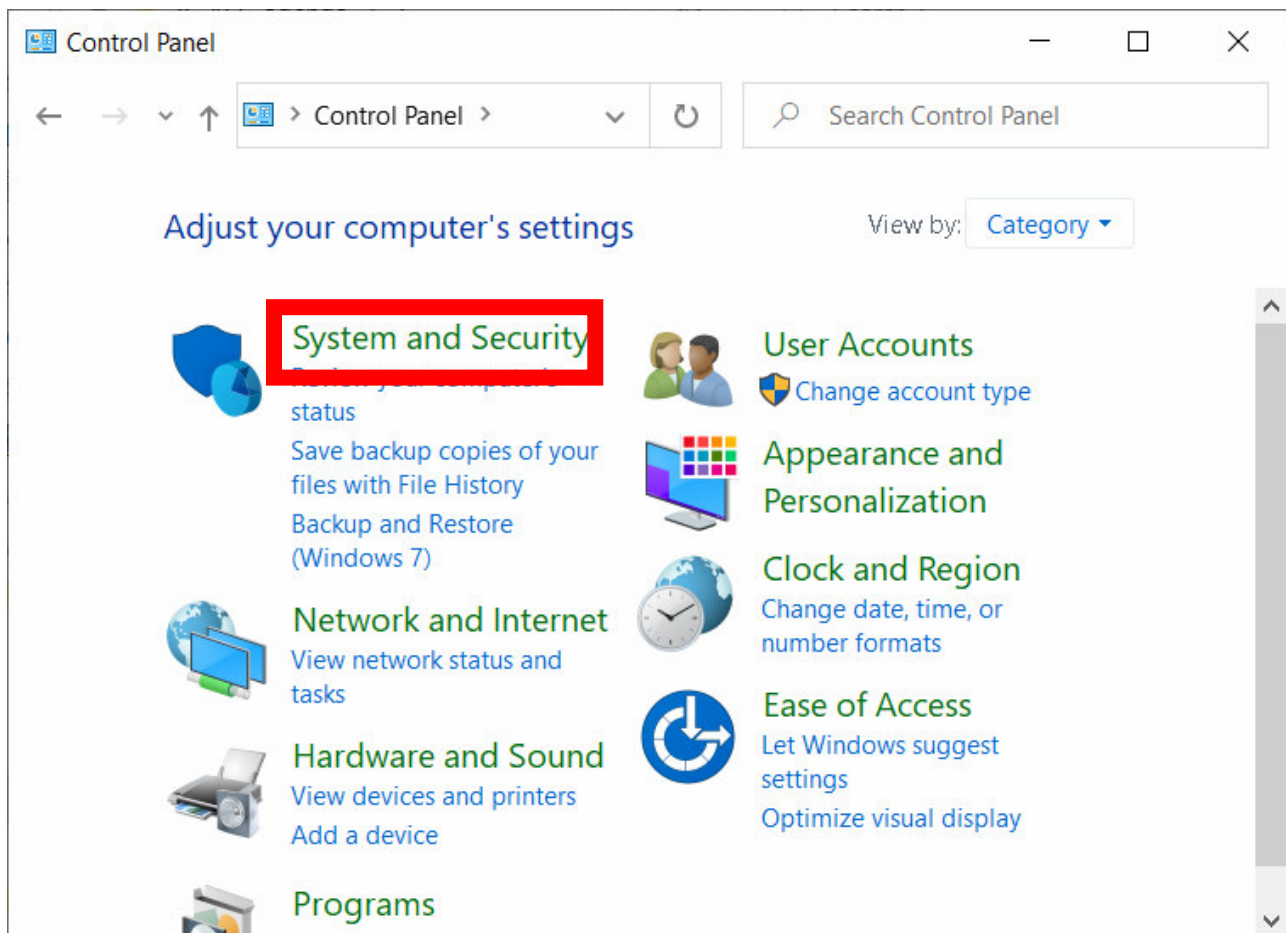 Control Panel
Control Panel
Search Control Panel
Adjust your computer's settings
View by: Category
System and Security
Review your computer's
status
Save backup copies of your
files with File History
Backup and Restore
(Windows 7)
Network and Internet
View network status and
tasks
Hardware and Sound
View devices and printers
Add a device
Programs
User Accounts
Change account type
Appearance and
Personalization
Clock and Region
Change date, time, or
number formats
Ease of Access
Let Windows suggest
settings
Optimize visual display